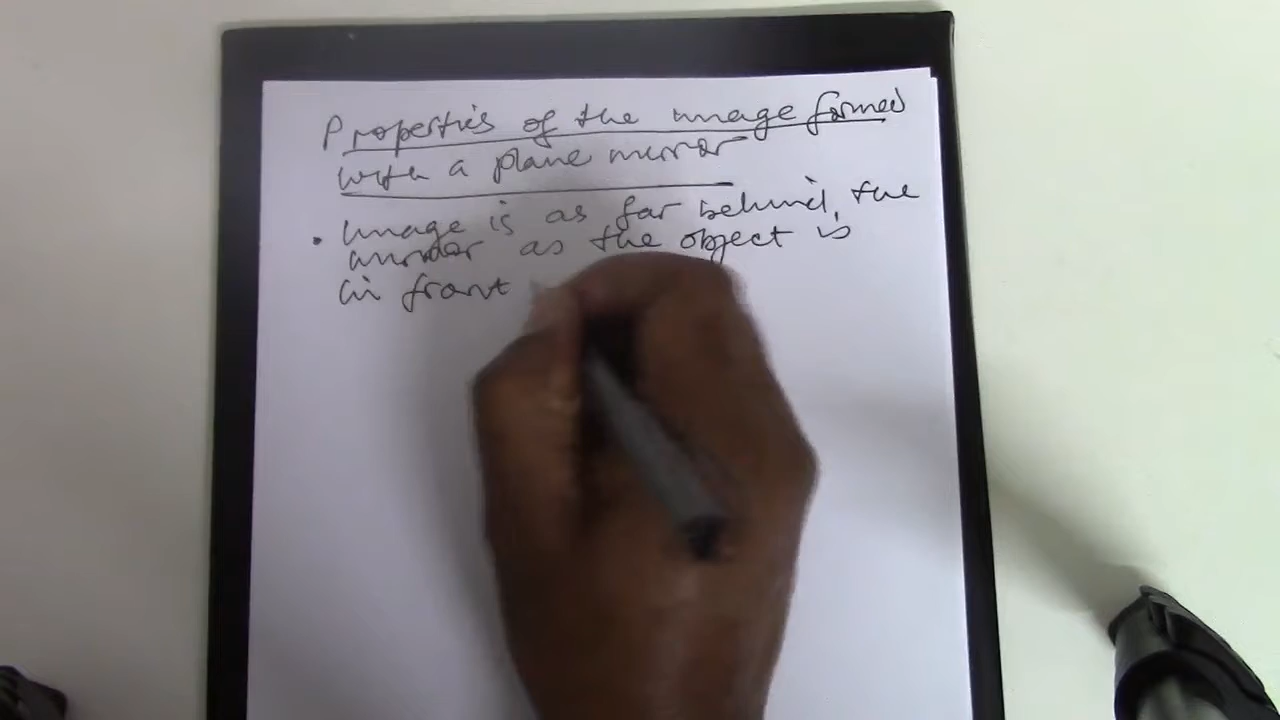 Properties of the image formed
with a plane mirror
• Image is as far behind the
mirror as the object is
in front